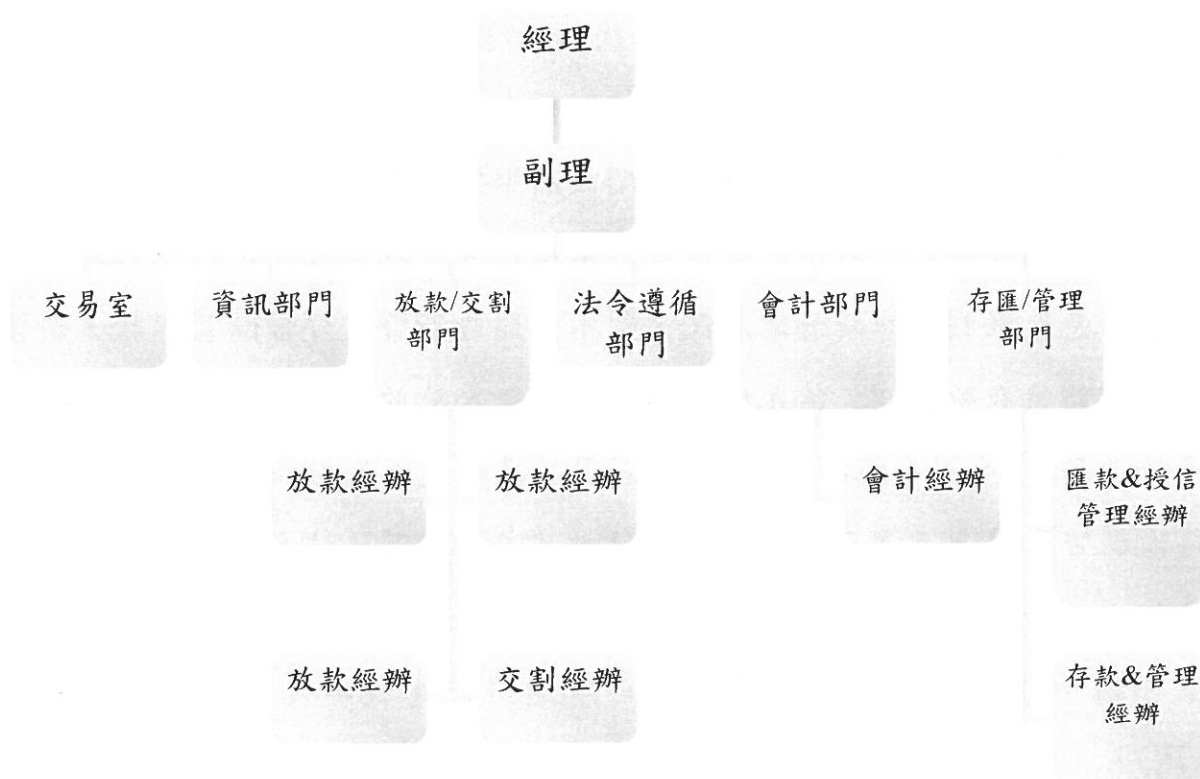 經理
副理
交易室
資訊部門
放款/交割
部門
法令遵循
部門
會計部門
存匯/管理
部門
放款經辦
放款經辦
會計經辦
匯款&授信
管理經辦
放款經辦
交割經辦
存款&管理
經辦